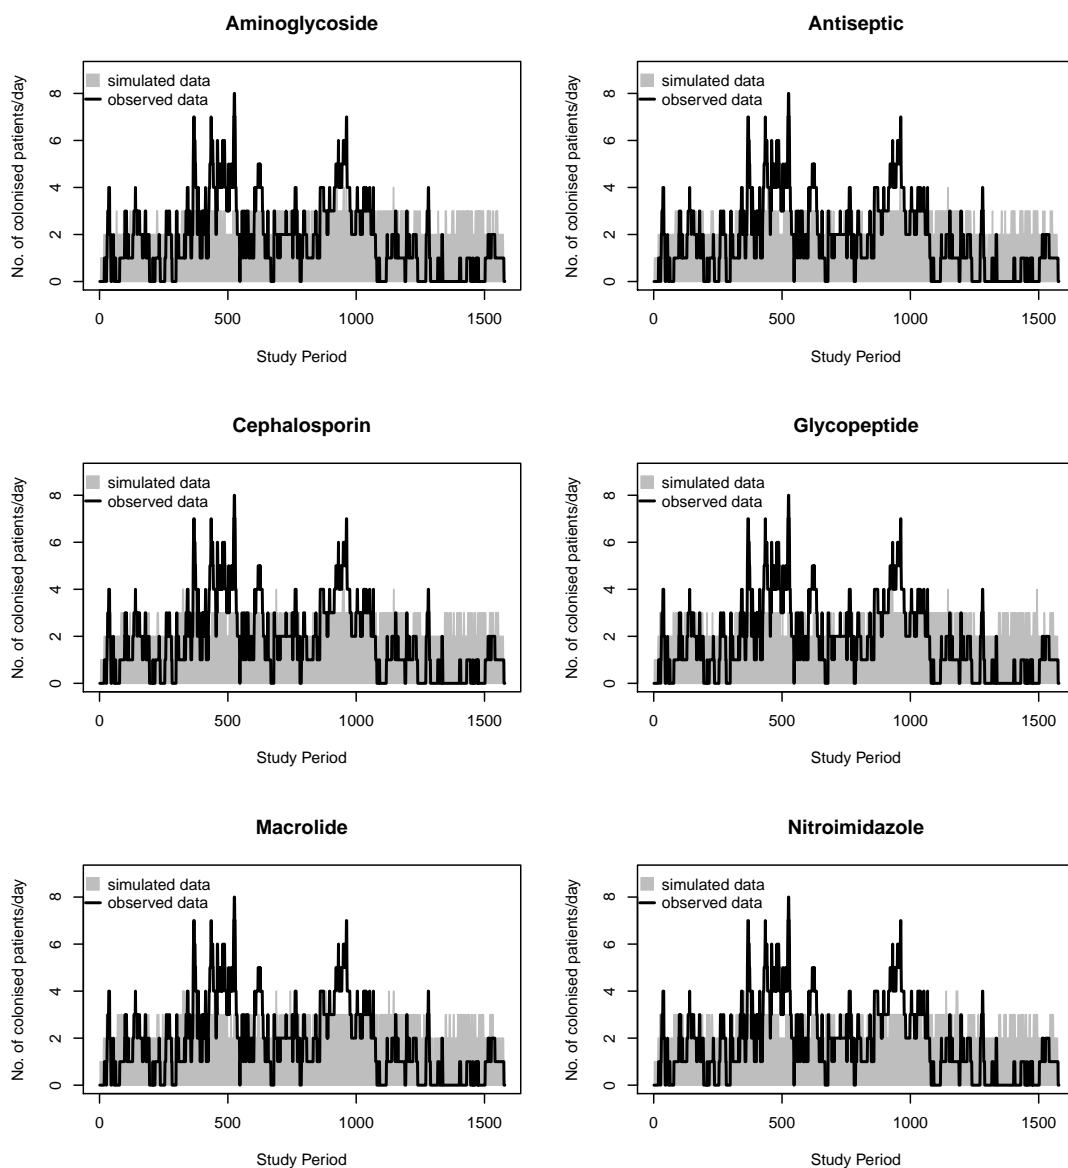 Aminoglycoside
No. of colonised patients/day
8
6
4
2
0
simulated data
observed data
0 500 1000 1500
Study Period
Antiseptic
No. of colonised patients/day
8
6
4
2
0
simulated data
observed data
0 500 1000 1500
Study Period
Cephalosporin
No. of colonised patients/day
8
6
4
2
0
simulated data
observed data
0 500 1000 1500
Study Period
Glycopeptide
No. of colonised patients/day
8
6
4
2
0
simulated data
observed data
0 500 1000 1500
Study Period
Macrolide
No. of colonised patients/day
8
6
4
2
0
simulated data
observed data
0 500 1000 1500
Study Period
Nitroimidazole
No. of colonised patients/day
8
6
4
2
0
simulated data
observed data
0 500 1000 1500
Study Period